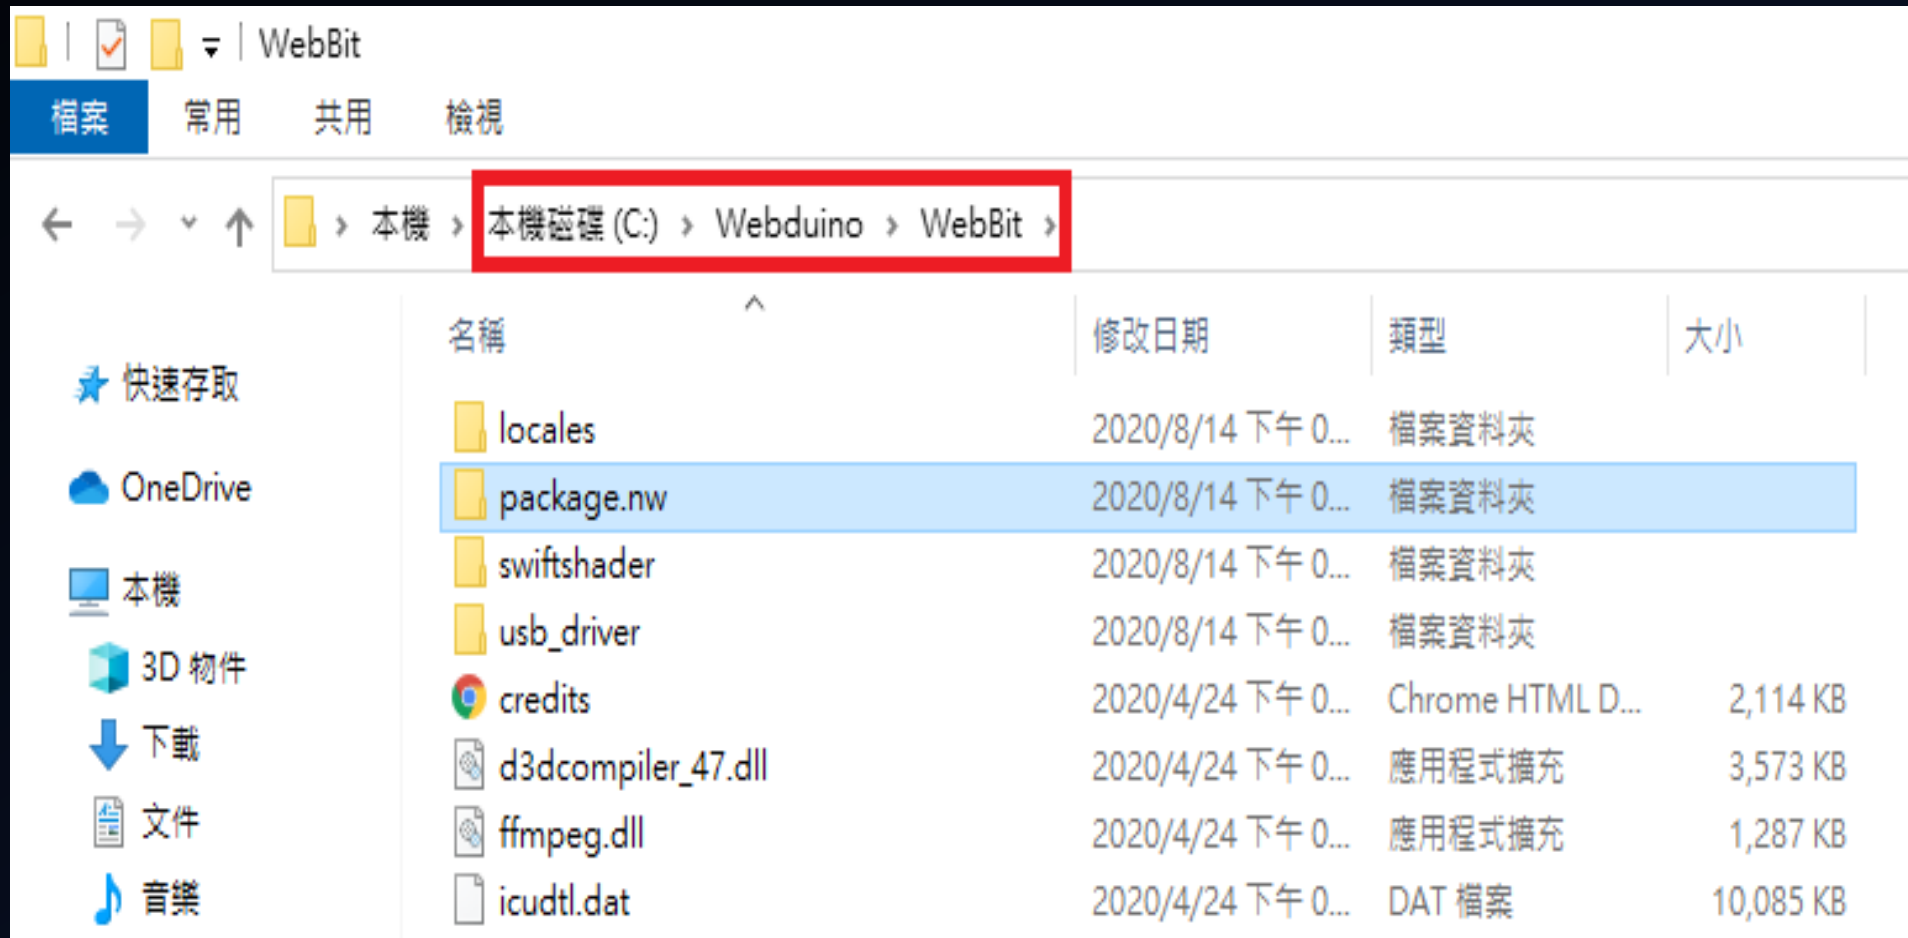 WebBit
檔案 常用 共用 檢視
本機 本機磁碟 (C:) Webduino WebBit
名稱 修改日期 類型 大小
快速存取
OneDrive
本機
3D 物件
下載
文件
音樂
locales 2020/8/14 下午 0... 檔案資料夾
package.nw 2020/8/14 下午 0... 檔案資料夾
swiftshader 2020/8/14 下午 0... 檔案資料夾
usb_driver 2020/8/14 下午 0... 檔案資料夾
credits 2020/4/24 下午 0... Chrome HTML D... 2,114 KB
d3dcompiler_47.dll 2020/4/24 下午 0... 應用程式擴充 3,573 KB
ffmpeg.dll 2020/4/24 下午 0... 應用程式擴充 1,287 KB
icudtl.dat 2020/4/24 下午 0... DAT 檔案 10,085 KB